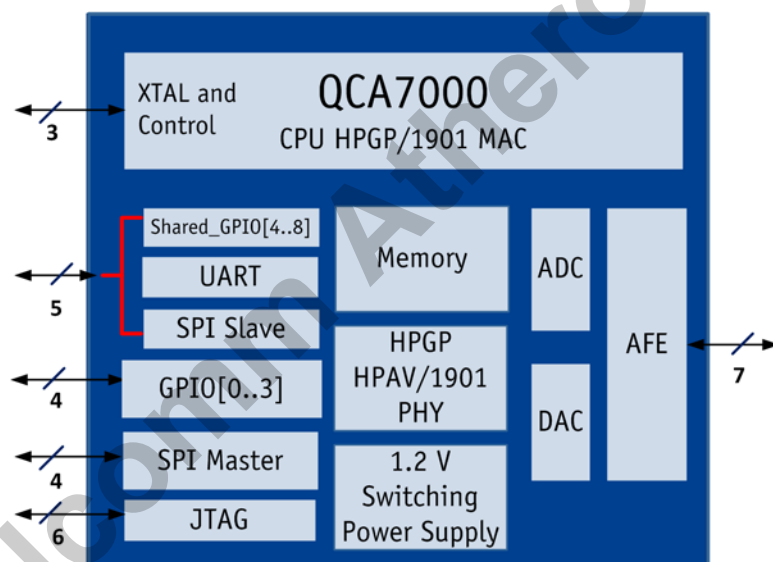 XTAL and
Control
QCA7000
CPU HPGP/1901 MAC
3
Shared_GPIO[4..8]
UART
SPI Slave
5
GPIO[0..3]
4
SPI Master
4
JTAG
6
Memory
HPGP
HPAV/1901
PHY
1.2 V
Switching
Power Supply
ADC
DAC
AFE
7
lcomm Athero